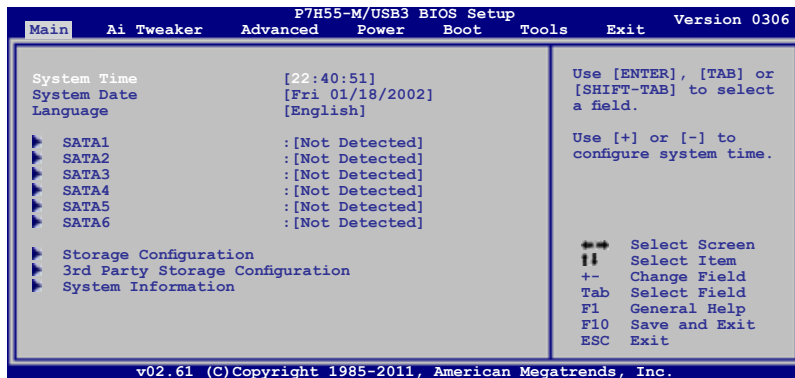 P7H55-M/USB3 BIOS Setup Version 0306
Main Ai Tweaker Advanced Power Boot Tools Exit
System Time [22:40:51]
System Date [Fri 01/18/2002]
Language [English]
SATA1 :[Not Detected]
SATA2 :[Not Detected]
SATA3 :[Not Detected]
SATA4 :[Not Detected]
SATA5 :[Not Detected]
SATA6 :[Not Detected]
Storage Configuration
3rd Party Storage Configuration
System Information
Use [ENTER], [TAB] or
[SHIFT-TAB] to select
a field.
Use [+] or [-] to
configure system time.
←→ Select Screen
↑↓ Select Item
+- Change Field
Tab Select Field
F1 General Help
F10 Save and Exit
ESC Exit
v02.61 (C)Copyright 1985-2011, American Megatrends, Inc.